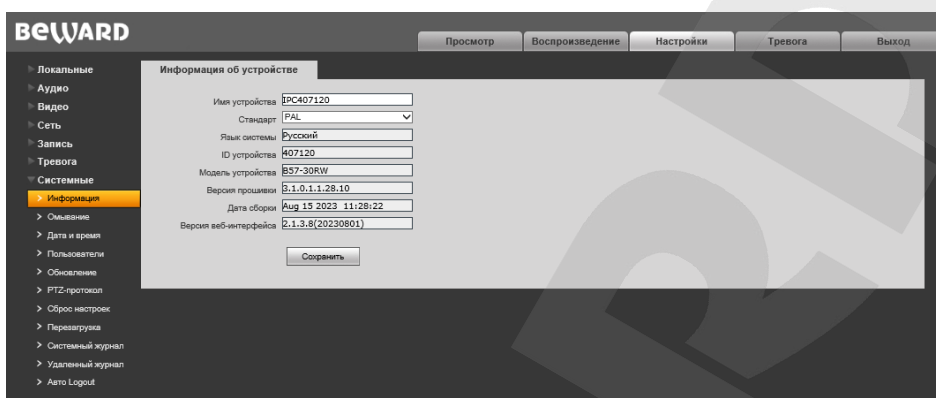 BEWARD
Просмотр
Воспроизведение
Настройки
Тревога
Выход
Локальные
Аудио
Видео
Сеть
Запись
Тревога
Системные
Информация
Омывание
Дата и время
Пользователи
Обновление
PTZ-протокол
Сброс настроек
Перезагрузка
Системный журнал
Удаленный журнал
Авто Logout
Информация об устройстве
Имя устройства IPC407120
Стандарт PAL
Язык системы Русский
ID устройства 407120
Модель устройства B57-30RW
Версия прошивки 3.1.0.1.1.28.10
Дата сборки Aug 15 2023 11:28:22
Версия веб-интерфейса 2.1.3.8(20230801)
Сохранить